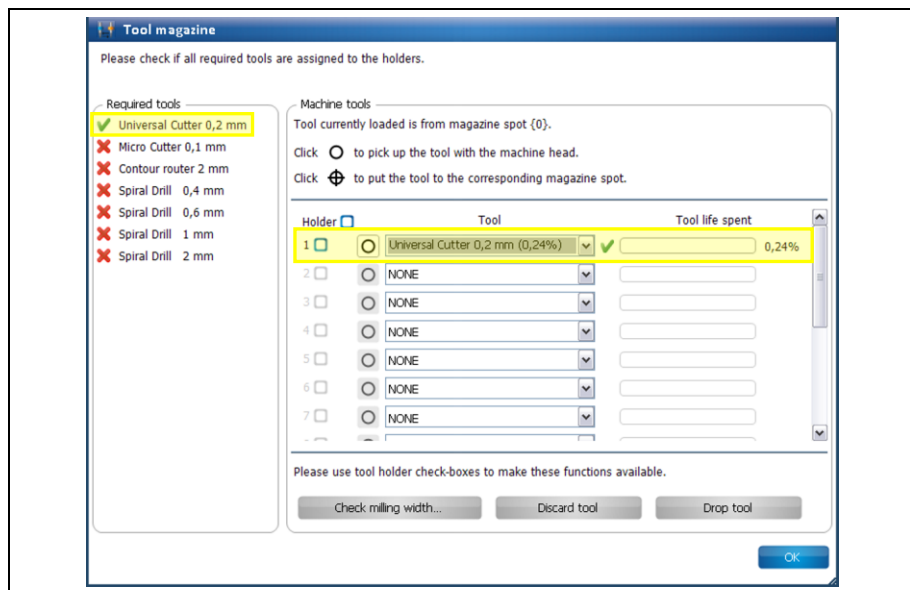 Tool magazine
Please check if all required tools are assigned to the holders.
Required tools
Universal Cutter 0,2 mm
Micro Cutter 0,1 mm
Contour router 2 mm
Spiral Drill 0,4 mm
Spiral Drill 0,6 mm
Spiral Drill 1 mm
Spiral Drill 2 mm
Machine tools
Tool currently loaded is from magazine spot {0}.
Click to pick up the tool with the machine head.
Click to put the tool to the corresponding magazine spot.
Holder Tool Tool life spent
1 Universal Cutter 0,2 mm (0,24%) 0,24%
2 NONE
3 NONE
4 NONE
5 NONE
6 NONE
7 NONE
Please use tool holder check-boxes to make these functions available.
Check milling width... Discard tool Drop tool
OK